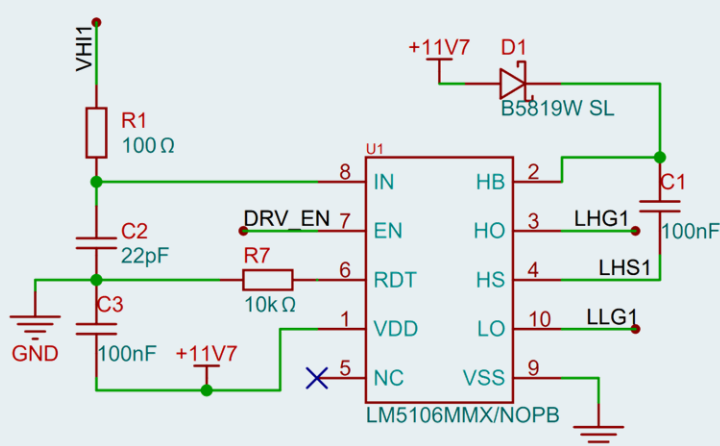 VHI1
+11V7
D1
B5819W SL
R1
100Ω
U1
8
IN
HB
2
C1
100nF
C2
22pF
DRV_EN
7
EN
HO
3
LHG1
R7
10kΩ
6
RDT
HS
4
LHS1
C3
100nF
GND
+11V7
1
VDD
LO
10
LLG1
5
NC
VSS
9
LM5106MMX/NOPB